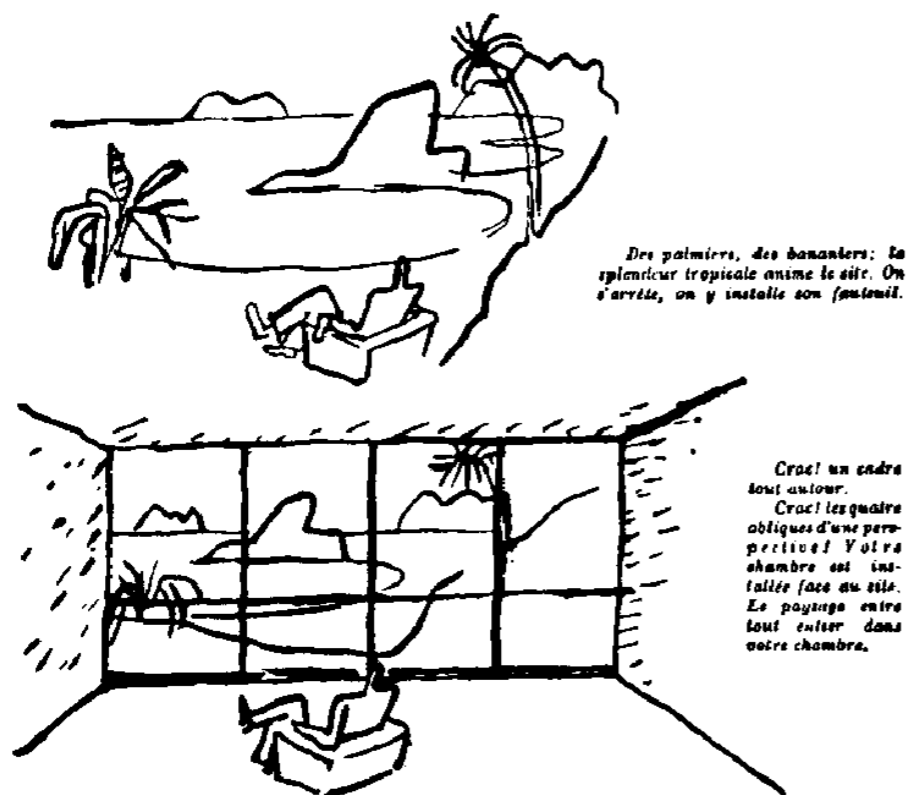 Des palmiers, des bananiers; la
splendeur tropicale anime le site. On
s'arrête, on y installe son fauteuil.
Crac! un cadre
tout autour.
Crac! les quatre
obliques d'une pers-
pective! Votre
chambre est ins-
tallée face au site.
Le paysage entre
tout entier dans
votre chambre.